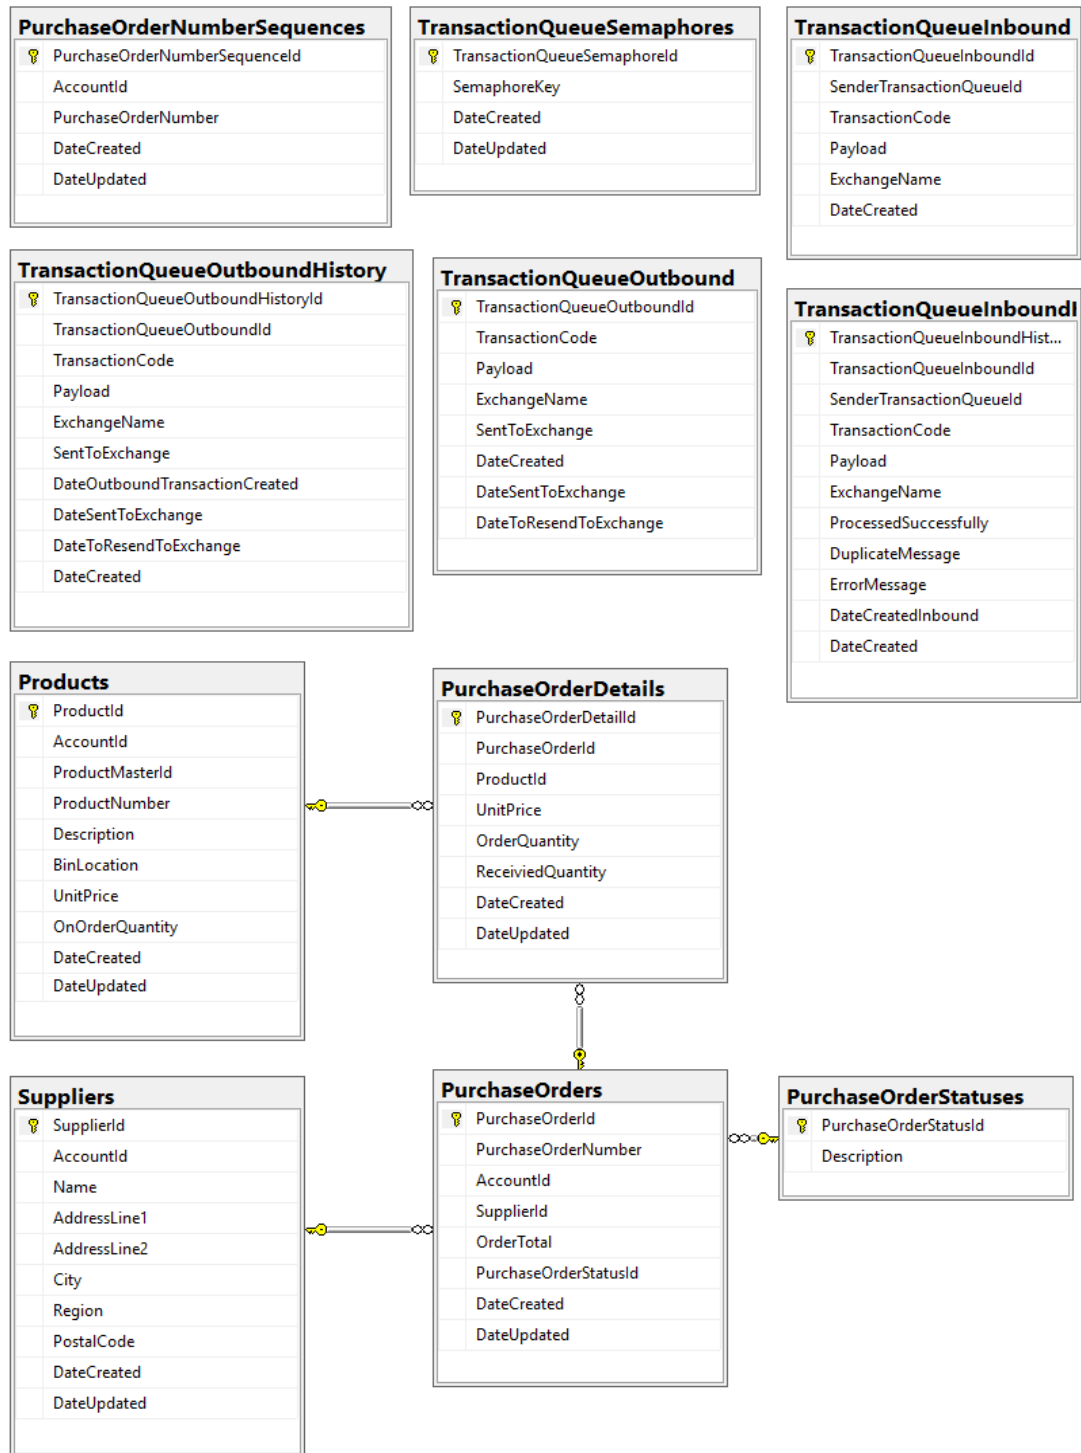 PurchaseOrderNumberSequences
PurchaseOrderNumberSequenceId
AccountId
PurchaseOrderNumber
DateCreated
DateUpdated
TransactionQueueSemaphores
TransactionQueueSemaphoreId
SemaphoreKey
DateCreated
DateUpdated
TransactionQueueInbound
TransactionQueueInboundId
SenderTransactionQueueId
TransactionCode
Payload
ExchangeName
DateCreated
TransactionQueueOutboundHistory
TransactionQueueOutboundHistoryId
TransactionQueueOutboundId
TransactionCode
Payload
ExchangeName
SentToExchange
DateOutboundTransactionCreated
DateSentToExchange
DateToResendToExchange
DateCreated
TransactionQueueOutbound
TransactionQueueOutboundId
TransactionCode
Payload
ExchangeName
SentToExchange
DateCreated
DateSentToExchange
DateToResendToExchange
TransactionQueueInboundH
TransactionQueueInboundHist...
TransactionQueueInboundId
SenderTransactionQueueId
TransactionCode
Payload
ExchangeName
ProcessedSuccessfully
DuplicateMessage
ErrorMessage
DateCreatedInbound
DateCreated
Products
ProductId
AccountId
ProductMasterId
ProductNumber
Description
BinLocation
UnitPrice
OnOrderQuantity
DateCreated
DateUpdated
PurchaseOrderDetails
PurchaseOrderDetailId
PurchaseOrderId
ProductId
UnitPrice
OrderQuantity
ReceiviedQuantity
DateCreated
DateUpdated
Suppliers
SupplierId
AccountId
Name
AddressLine1
AddressLine2
City
Region
PostalCode
DateCreated
DateUpdated
PurchaseOrders
PurchaseOrderId
PurchaseOrderNumber
AccountId
SupplierId
OrderTotal
PurchaseOrderStatusId
DateCreated
DateUpdated
PurchaseOrderStatuses
PurchaseOrderStatusId
Description